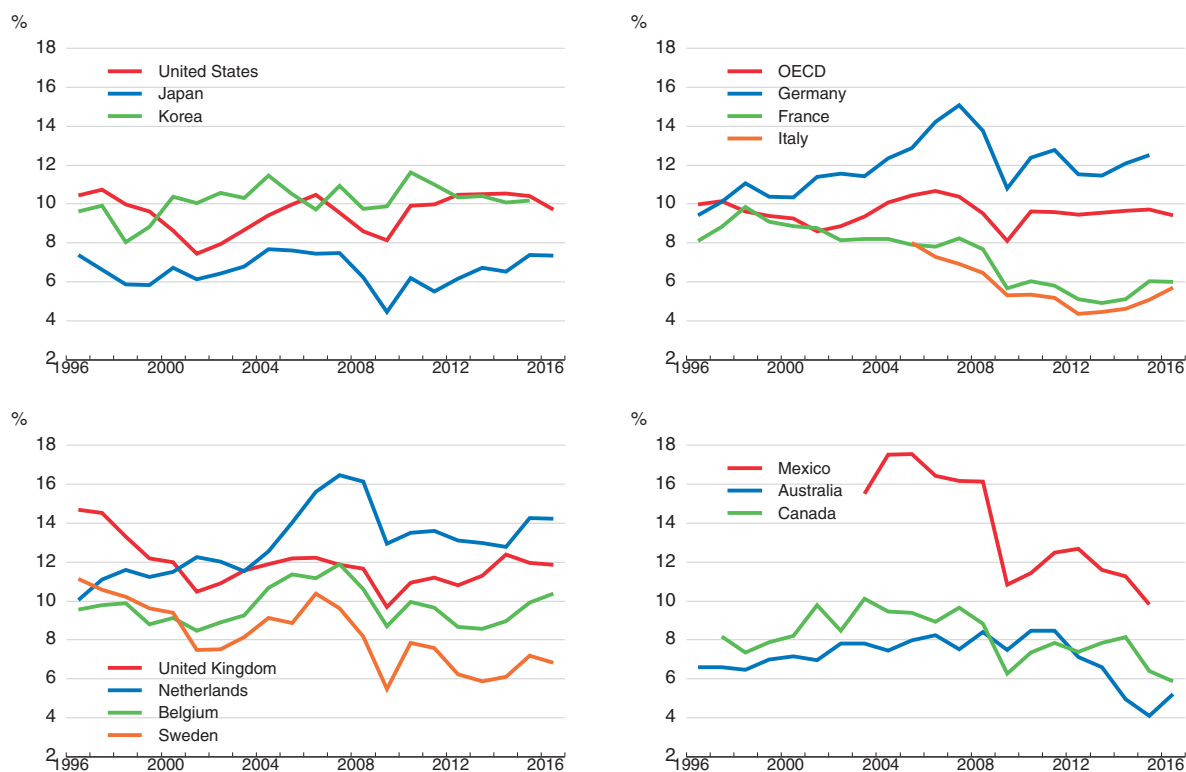 %
18
16
14
12
10
8
6
4
2
1996 2000 2004 2008 2012 2016
United States
Japan
Korea
%
18
16
14
12
10
8
6
4
2
1996 2000 2004 2008 2012 2016
OECD
Germany
France
Italy
%
18
16
14
12
10
8
6
4
2
1996 2000 2004 2008 2012 2016
United Kingdom
Netherlands
Belgium
Sweden
%
18
16
14
12
10
8
6
4
2
1996 2000 2004 2008 2012 2016
Mexico
Australia
Canada